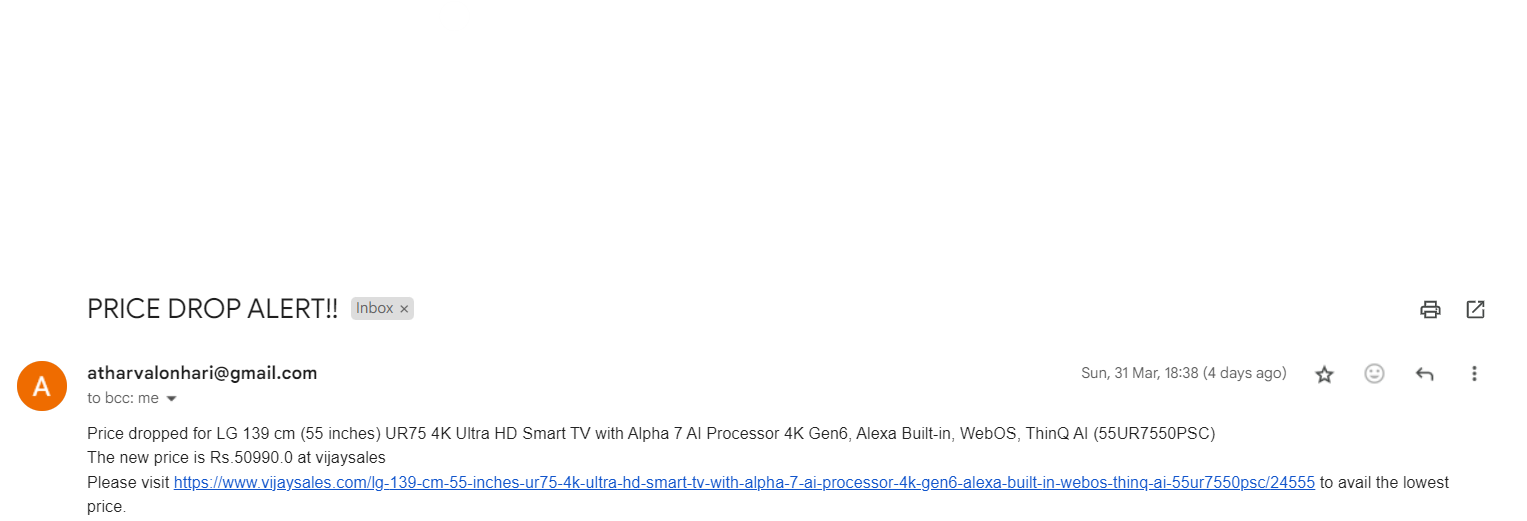 PRICE DROP ALERT!! Inbox ×
A
atharvalonhari@gmail.com Sun, 31 Mar, 18:38 (4 days ago)
to bcc: me
Price dropped for LG 139 cm (55 inches) UR75 4K Ultra HD Smart TV with Alpha 7 AI Processor 4K Gen6, Alexa Built-in, WebOS, ThinQ AI (55UR7550PSC)
The new price is Rs.50990.0 at vijaysales
Please visit https://www.vijaysales.com/lg-139-cm-55-inches-ur75-4k-ultra-hd-smart-tv-with-alpha-7-ai-processor-4k-gen6-alexa-built-in-webos-thinq-ai-55ur7550psc/24555 to avail the lowest
price.